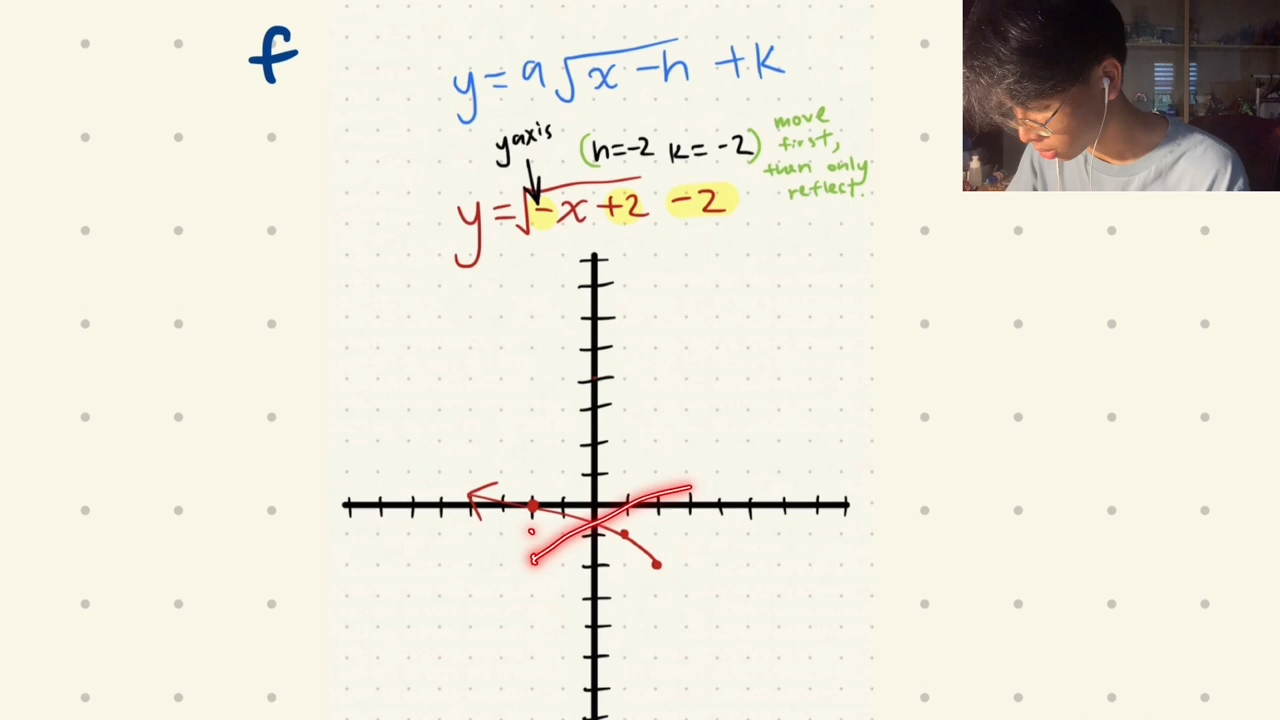 f
y = a√x - h + k
y axis
(h=-2 k = -2)
move
first,
then only
reflect.
y = √-x +2 -2